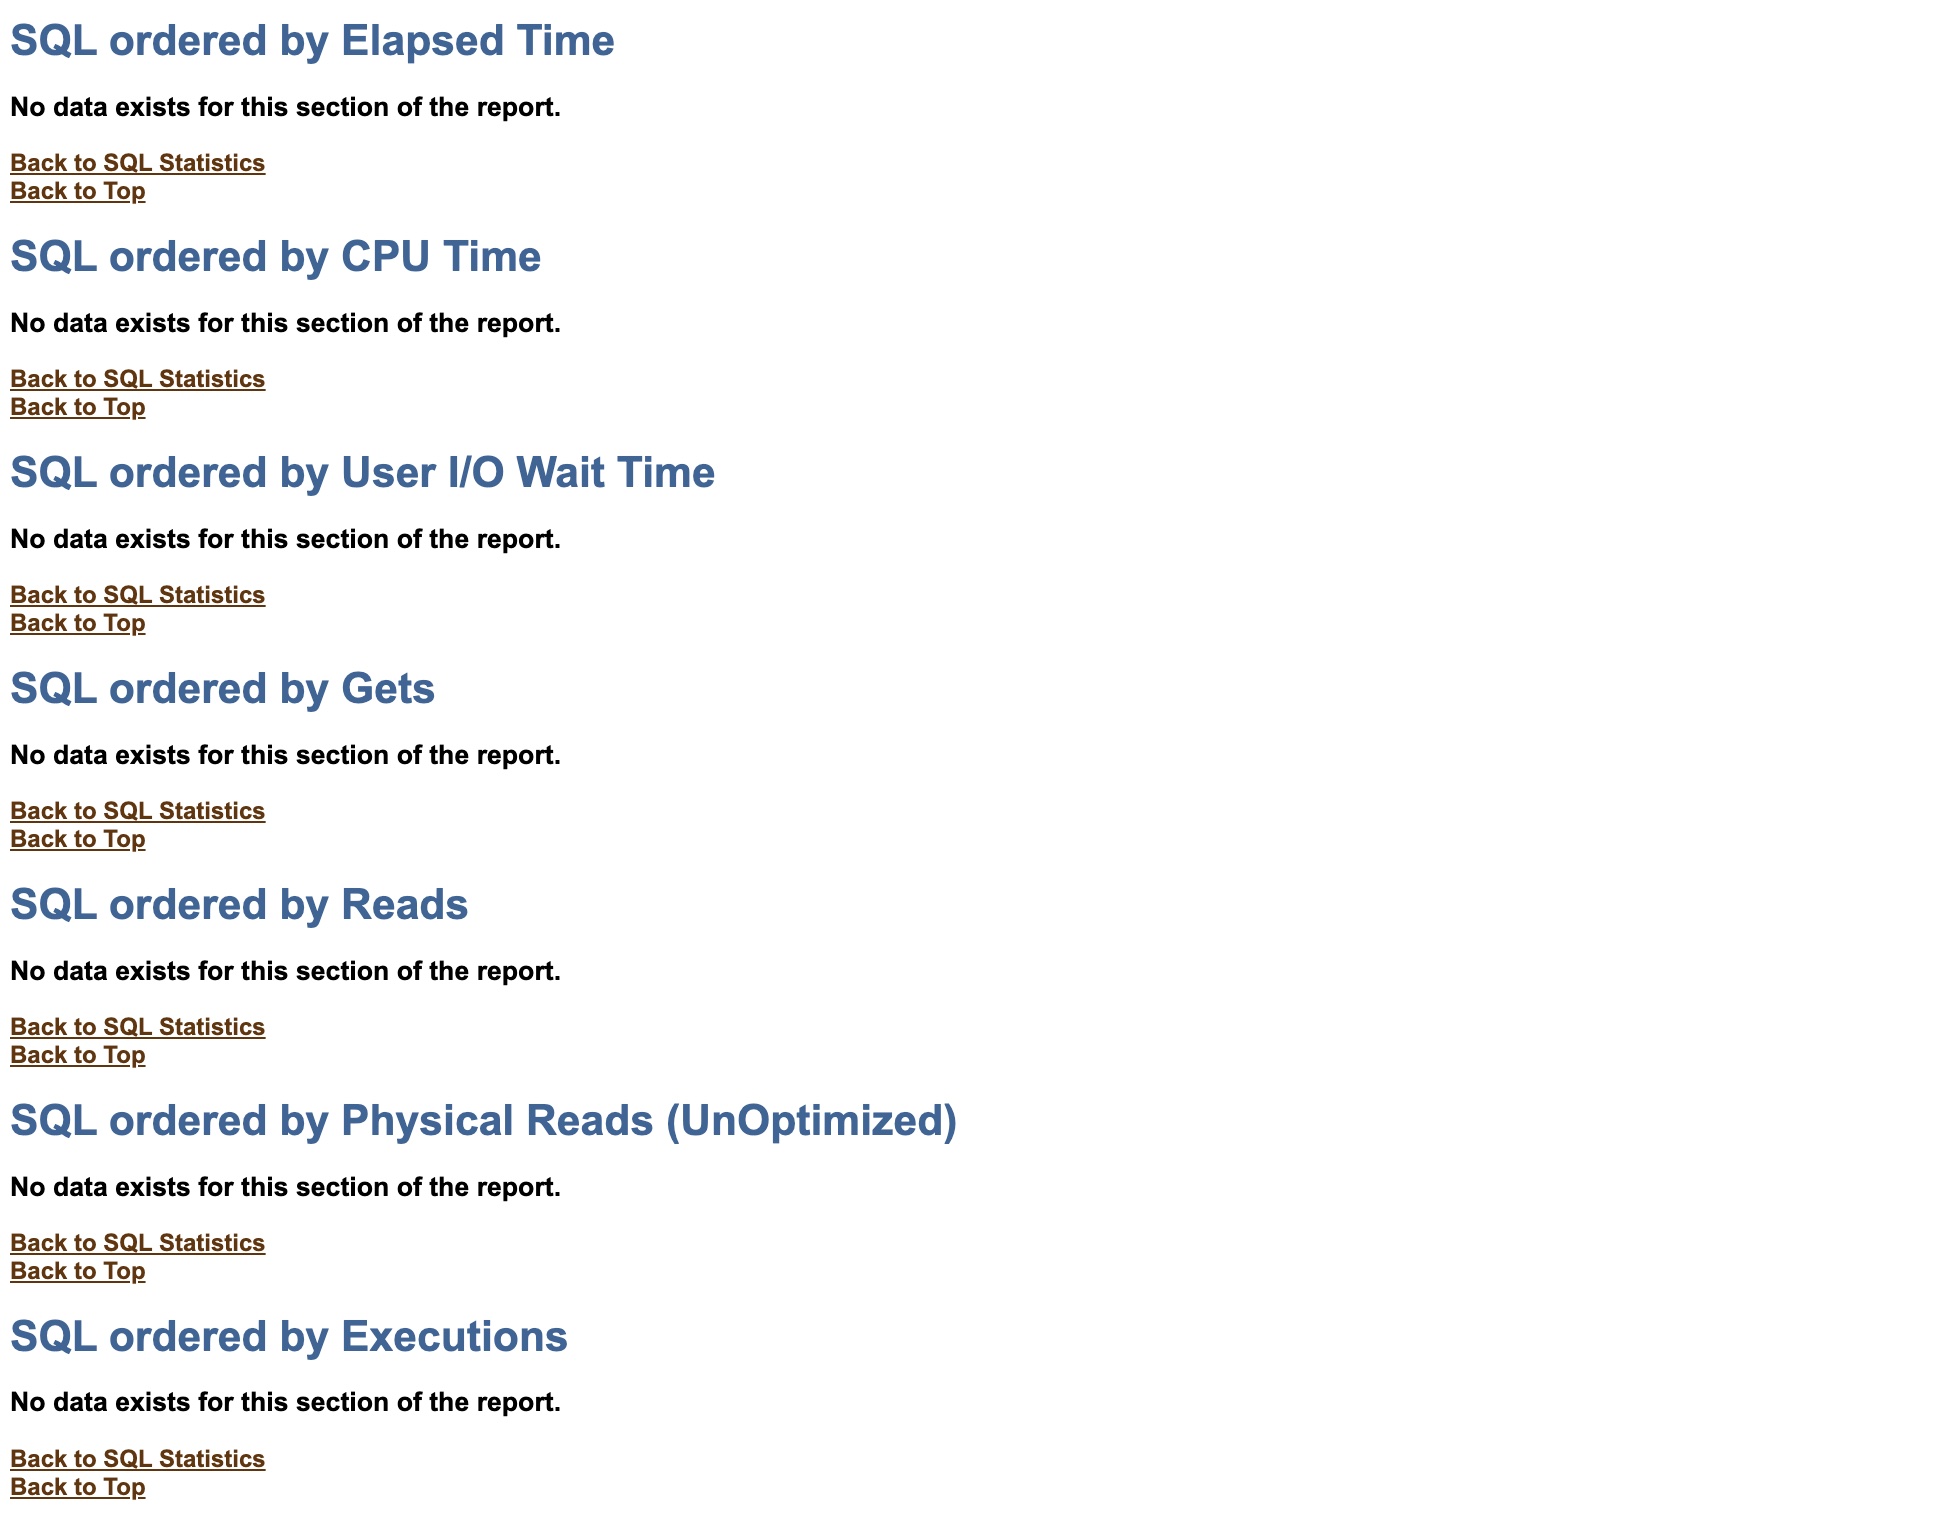 SQL ordered by Elapsed Time
No data exists for this section of the report.
Back to SQL Statistics
Back to Top
SQL ordered by CPU Time
No data exists for this section of the report.
Back to SQL Statistics
Back to Top
SQL ordered by User I/O Wait Time
No data exists for this section of the report.
Back to SQL Statistics
Back to Top
SQL ordered by Gets
No data exists for this section of the report.
Back to SQL Statistics
Back to Top
SQL ordered by Reads
No data exists for this section of the report.
Back to SQL Statistics
Back to Top
SQL ordered by Physical Reads (UnOptimized)
No data exists for this section of the report.
Back to SQL Statistics
Back to Top
SQL ordered by Executions
No data exists for this section of the report.
Back to SQL Statistics
Back to Top